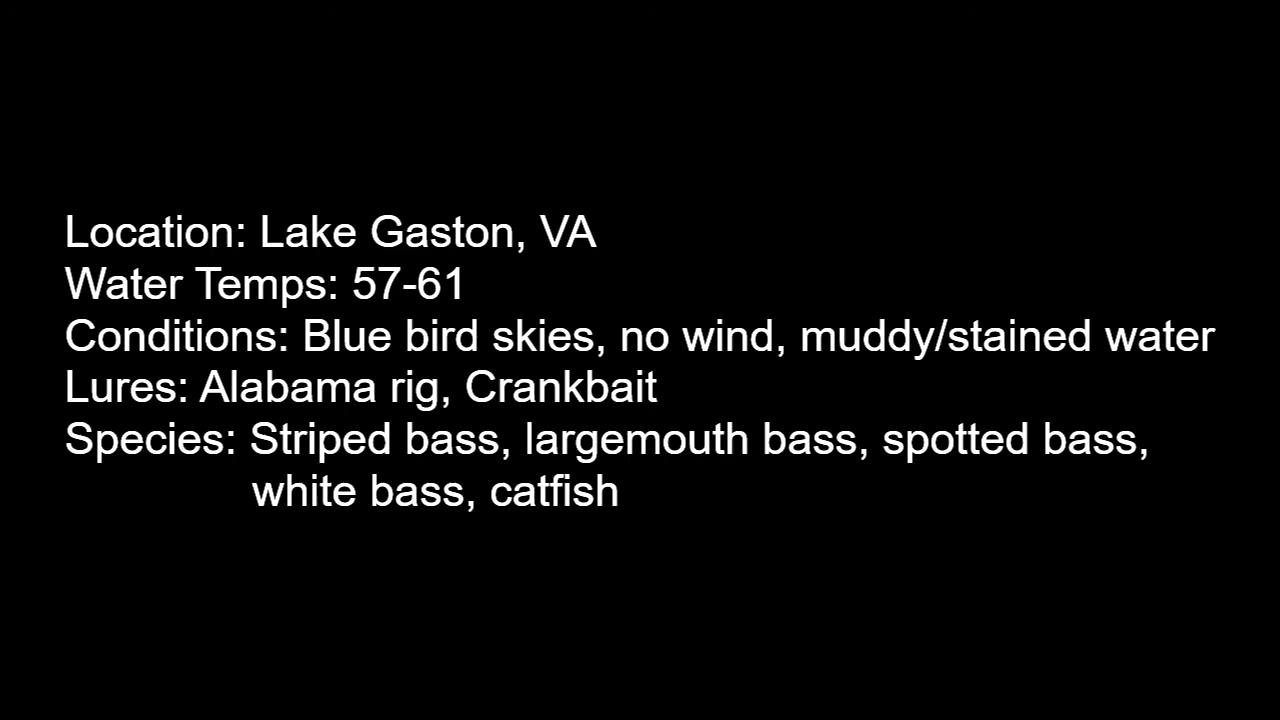 Location: Lake Gaston, VA
Water Temps: 57-61
Conditions: Blue bird skies, no wind, muddy/stained water
Lures: Alabama rig, Crankbait
Species: Striped bass, largemouth bass, spotted bass,
white bass, catfish